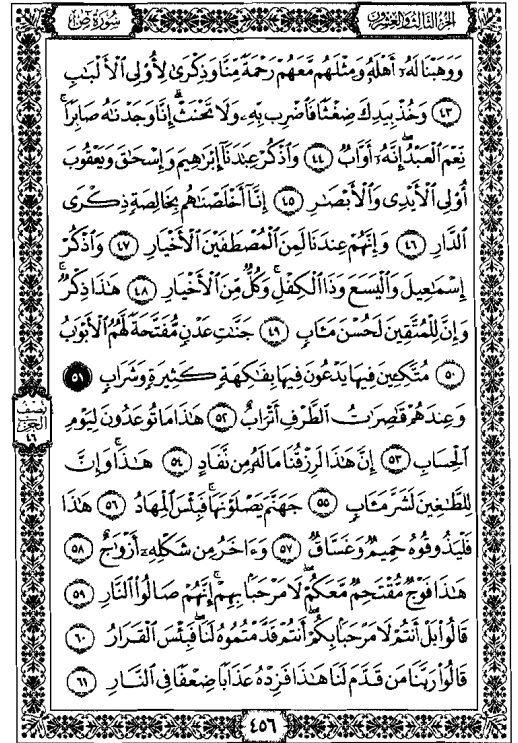 الجزء الثالث والعشرون
سورة ص
وَوَهَبْنَا لَهُۥٓ أَهْلَهُۥ وَمِثْلَهُم مَّعَهُمْ رَحْمَةً مِّنَّا وَذِكْرَىٰ لِأُو۟لِى ٱلْأَلْبَـٰبِ
﴿٤٣﴾ وَخُذْ بِيَدِكَ ضِغْثًا فَٱضْرِب بِّهِۦ وَلَا تَحْنَثْ ۗ إِنَّا وَجَدْنَـٰهُ صَابِرًا ۚ
نِّعْمَ ٱلْعَبْدُ ۖ إِنَّهُۥٓ أَوَّابٌ ﴿٤٤﴾ وَٱذْكُرْ عِبَـٰدَنَآ إِبْرَٰهِيمَ وَإِسْحَـٰقَ وَيَعْقُوبَ
أُو۟لِى ٱلْأَيْدِى وَٱلْأَبْصَـٰرِ ﴿٤٥﴾ إِنَّآ أَخْلَصْنَـٰهُم بِخَالِصَةٍ ذِكْرَى
ٱلدَّارِ ﴿٤٦﴾ وَإِنَّهُمْ عِندَنَا لَمِنَ ٱلْمُصْطَفَيْنَ ٱلْأَخْيَارِ ﴿٤٧﴾ وَٱذْكُرْ
إِسْمَـٰعِيلَ وَٱلْيَسَعَ وَذَا ٱلْكِفْلِ ۖ وَكُلٌّ مِّنَ ٱلْأَخْيَارِ ﴿٤٨﴾ هَـٰذَا ذِكْرٌ ۚ
وَإِنَّ لِلْمُتَّقِينَ لَحُسْنَ مَـَٔابٍ ﴿٤٩﴾ جَنَّـٰتِ عَدْنٍ مُّفَتَّحَةً لَّهُمُ ٱلْأَبْوَٰبُ
﴿٥٠﴾ مُتَّكِـِٔينَ فِيهَا يَدْعُونَ فِيهَا بِفَـٰكِهَةٍ كَثِيرَةٍ وَشَرَابٍ ﴿٥١﴾
وَعِندَهُمْ قَـٰصِرَٰتُ ٱلطَّرْفِ أَتْرَابٌ ﴿٥٢﴾ هَـٰذَا مَا تُوعَدُونَ لِيَوْمِ
ٱلْحِسَابِ ﴿٥٣﴾ إِنَّ هَـٰذَا لَرِزْقُنَا مَا لَهُۥ مِن نَّفَادٍ ﴿٥٤﴾ هَـٰذَا ۚ وَإِنَّ
لِلطَّـٰغِينَ لَشَرَّ مَـَٔابٍ ﴿٥٥﴾ جَهَنَّمَ يَصْلَوْنَهَا فَبِئْسَ ٱلْمِهَادُ ﴿٥٦﴾ هَـٰذَا
فَلْيَذُوقُوهُ حَمِيمٌ وَغَسَّاقٌ ﴿٥٧﴾ وَءَاخَرُ مِن شَكْلِهِۦٓ أَزْوَٰجٌ ﴿٥٨﴾
هَـٰذَا فَوْجٌ مُّقْتَحِمٌ مَّعَكُمْ ۖ لَا مَرْحَبًۢا بِهِمْ ۚ إِنَّهُمْ صَالُوا۟ ٱلنَّارِ ﴿٥٩﴾
قَالُوا۟ بَلْ أَنتُمْ لَا مَرْحَبًۢا بِكُمْ ۖ أَنتُمْ قَدَّمْتُمُوهُ لَنَا ۖ فَبِئْسَ ٱلْقَرَارُ ﴿٦٠﴾
قَالُوا۟ رَبَّنَا مَن قَدَّمَ لَنَا هَـٰذَا فَزِدْهُ عَذَابًا ضِعْفًا فِى ٱلنَّارِ ﴿٦١﴾
نصف
الحزب
٤٦
٤٥٦